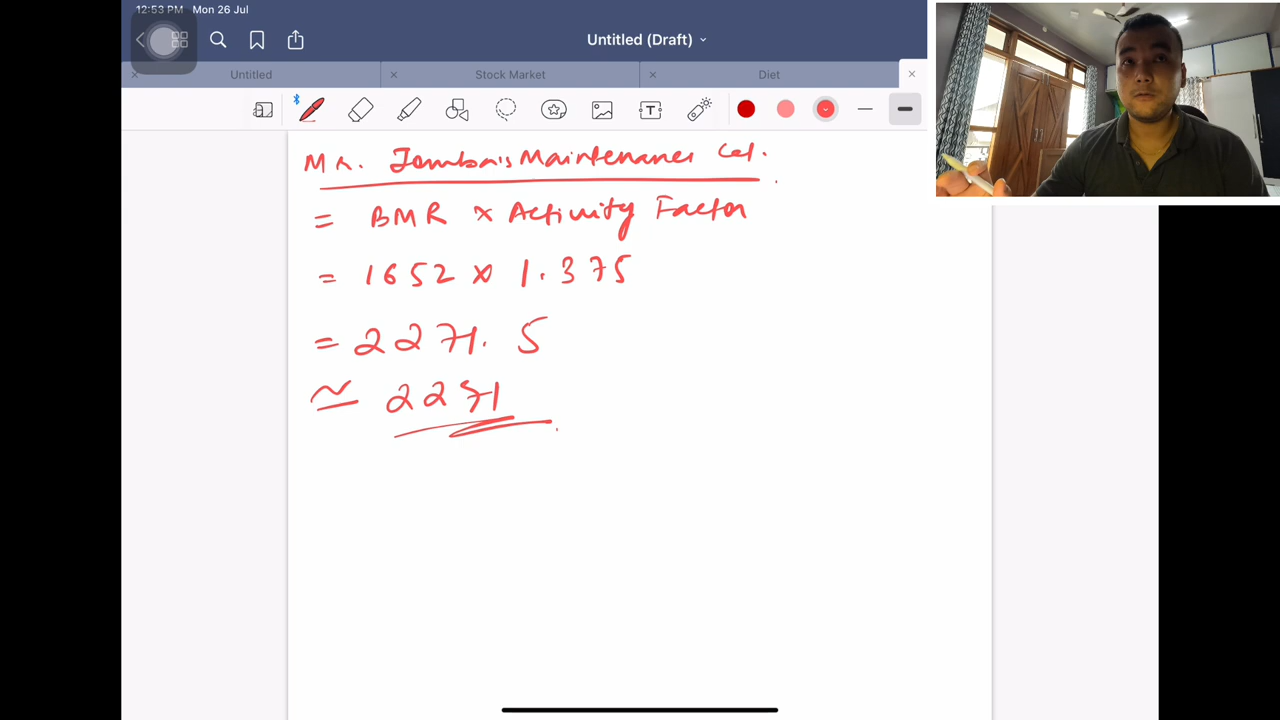 12:53 PM Mon 26 Jul
Untitled (Draft)
Untitled
Stock Market
Diet
Mr. Maintenance Cal.
= BMR x Activity Factor
= 1652 x 1.375
= 2271.5
≅ 2271